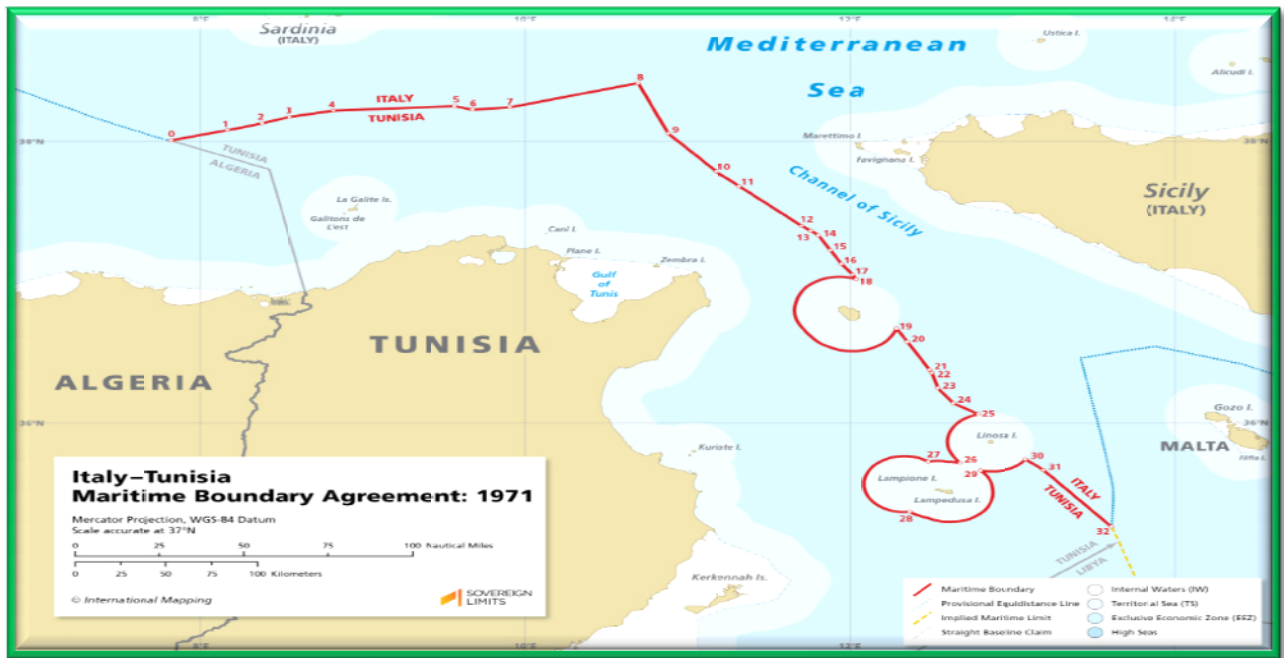 8°E
10°E
12°E
14°E
Sardinia
(ITALY)
Mediterranean
Sea
Ustica I.
Alicudi I.
8
ITALY
TUNISIA
0
1
2
3
4
5
6
7
9
38°N
38°N
TUNISIA
ALGERIA
Marettimo I.
Favignana I.
10
11
Channel of Sicily
Sicily
(ITALY)
La Galite Is.
Galitons de
L'est
Cani I.
Plane I.
Zembra I.
Gulf
of
Tunis
12
13
14
15
16
17
18
TUNISIA
ALGERIA
19
20
21
22
23
24
25
36°N
36°N
Gozo I.
MALTA
Kuriate I.
Linosa I.
26
27
28
29
30
31
32
Lampione I.
Lampedusa I.
ITALY
TUNISIA
TUNISIA
LIBYA
Kerkennah Is.
Italy–Tunisia
Maritime Boundary Agreement: 1971
Mercator Projection, WGS-84 Datum
Scale accurate at 37°N
0 25 50 75 100 Nautical Miles
0 25 50 75 100 Kilometers
© International Mapping
SOVEREIGN
LIMITS
Maritime Boundary
Provisional Equidistance Line
Implied Maritime Limit
Straight Baseline Claim
Internal Waters (IW)
Territorial Sea (TS)
Exclusive Economic Zone (EEZ)
High Seas
8°E
10°E
12°E